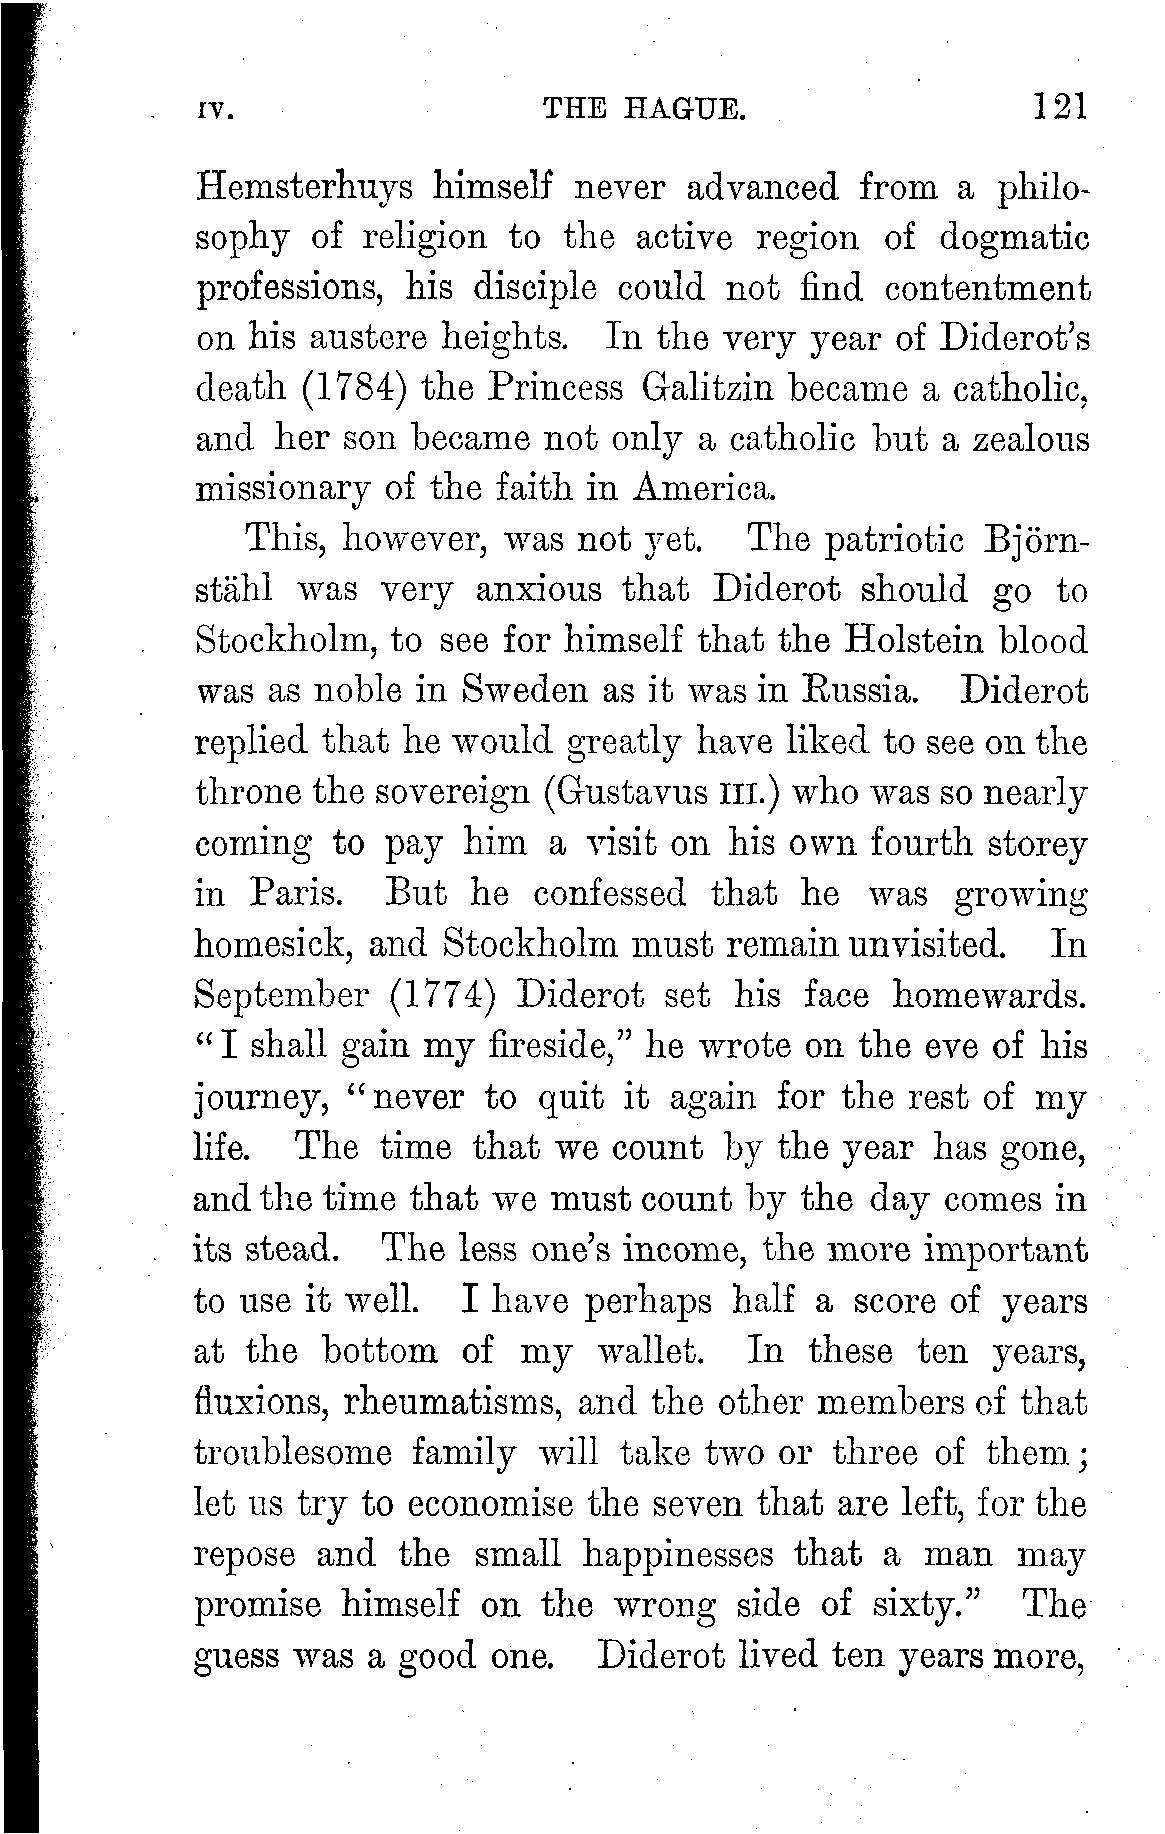 IV. THE HAGUE. 121
Hemsterhuys himself never advanced from a philo-
sophy of religion to the active region of dogmatic
professions, his disciple could not find contentment
on his austere heights. In the very year of Diderot's
death (1784) the Princess Galitzin became a catholic,
and her son became not only a catholic but a zealous
missionary of the faith in America.
This, however, was not yet. The patriotic Björn-
stähl was very anxious that Diderot should go to
Stockholm, to see for himself that the Holstein blood
was as noble in Sweden as it was in Russia. Diderot
replied that he would greatly have liked to see on the
throne the sovereign (Gustavus III.) who was so nearly
coming to pay him a visit on his own fourth storey
in Paris. But he confessed that he was growing
homesick, and Stockholm must remain unvisited. In
September (1774) Diderot set his face homewards.
"I shall gain my fireside," he wrote on the eve of his
journey, "never to quit it again for the rest of my
life. The time that we count by the year has gone,
and the time that we must count by the day comes in
its stead. The less one's income, the more important
to use it well. I have perhaps half a score of years
at the bottom of my wallet. In these ten years,
fluxions, rheumatisms, and the other members of that
troublesome family will take two or three of them;
let us try to economise the seven that are left, for the
repose and the small happinesses that a man may
promise himself on the wrong side of sixty." The
guess was a good one. Diderot lived ten years more,